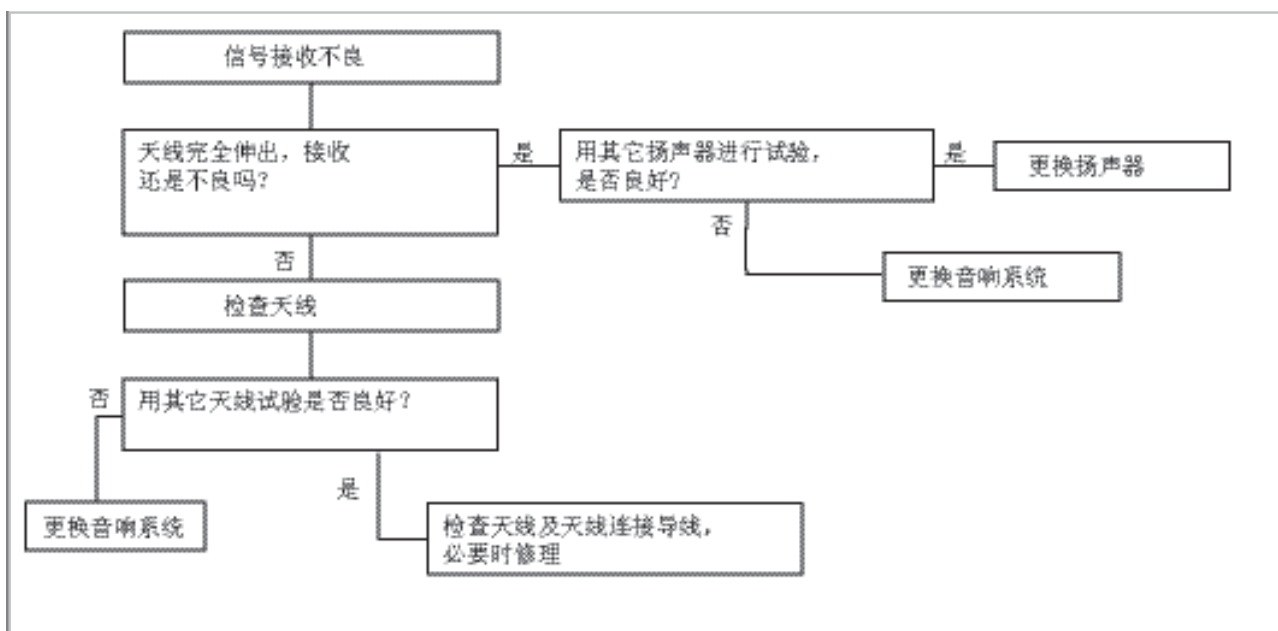 信号接收不良
天线完全伸出，接收
还是不良吗？
是
用其它扬声器进行试验，
是否良好？
是
更换扬声器
否
更换音响系统
否
检查天线
用其它天线试验是否良好？
否
更换音响系统
是
检查天线及天线连接导线，
必要时修理